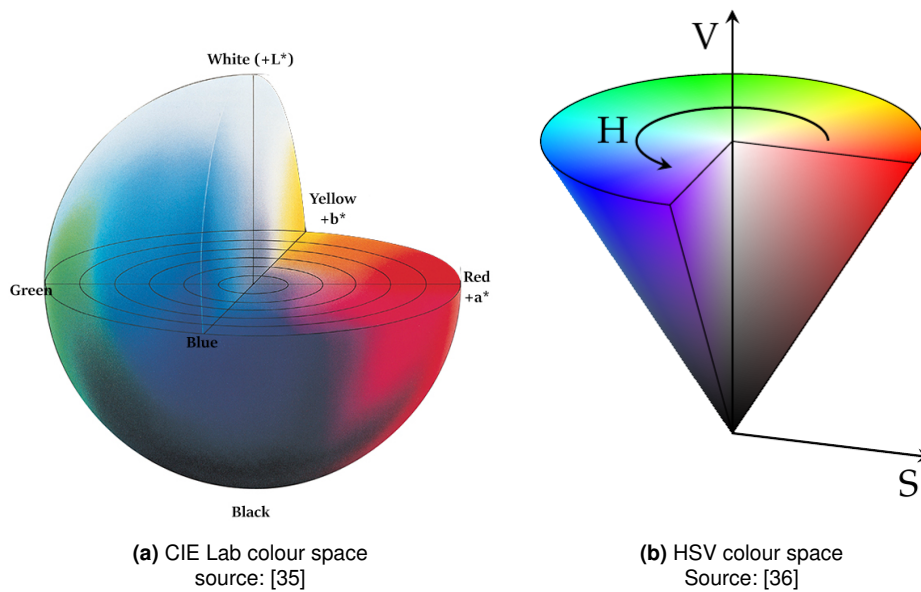 White (+L*)
Yellow
+b*
Green
Red
+a*
Blue
Black
(a) CIE Lab colour space
source: [35]
V
H
S
(b) HSV colour space
Source: [36]